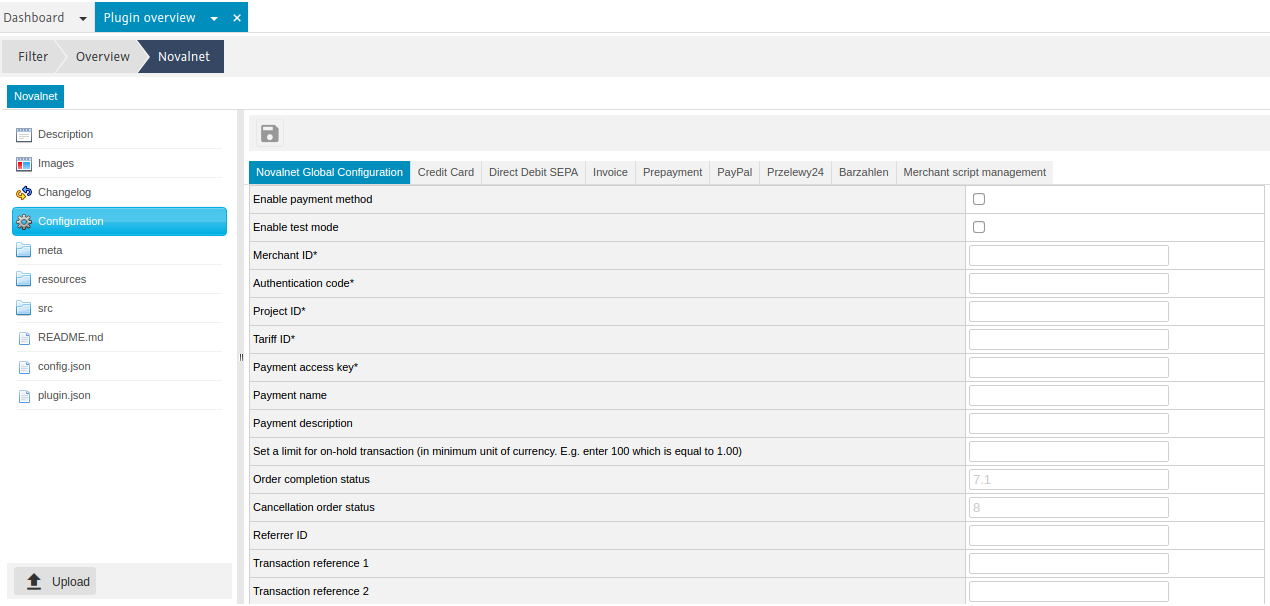 Dashboard
Plugin overview
Filter
Overview
Novalnet
Novalnet
Description
Images
Changelog
Configuration
meta
resources
src
README.md
config.json
plugin.json
Upload
Novalnet Global Configuration
Credit Card
Direct Debit SEPA
Invoice
Prepayment
PayPal
Przelewy24
Barzahlen
Merchant script management
Enable payment method
Enable test mode
Merchant ID*
Authentication code*
Project ID*
Tariff ID*
Payment access key*
Payment name
Payment description
Set a limit for on-hold transaction (in minimum unit of currency. E.g. enter 100 which is equal to 1.00)
Order completion status
7.1
Cancellation order status
8
Referrer ID
Transaction reference 1
Transaction reference 2